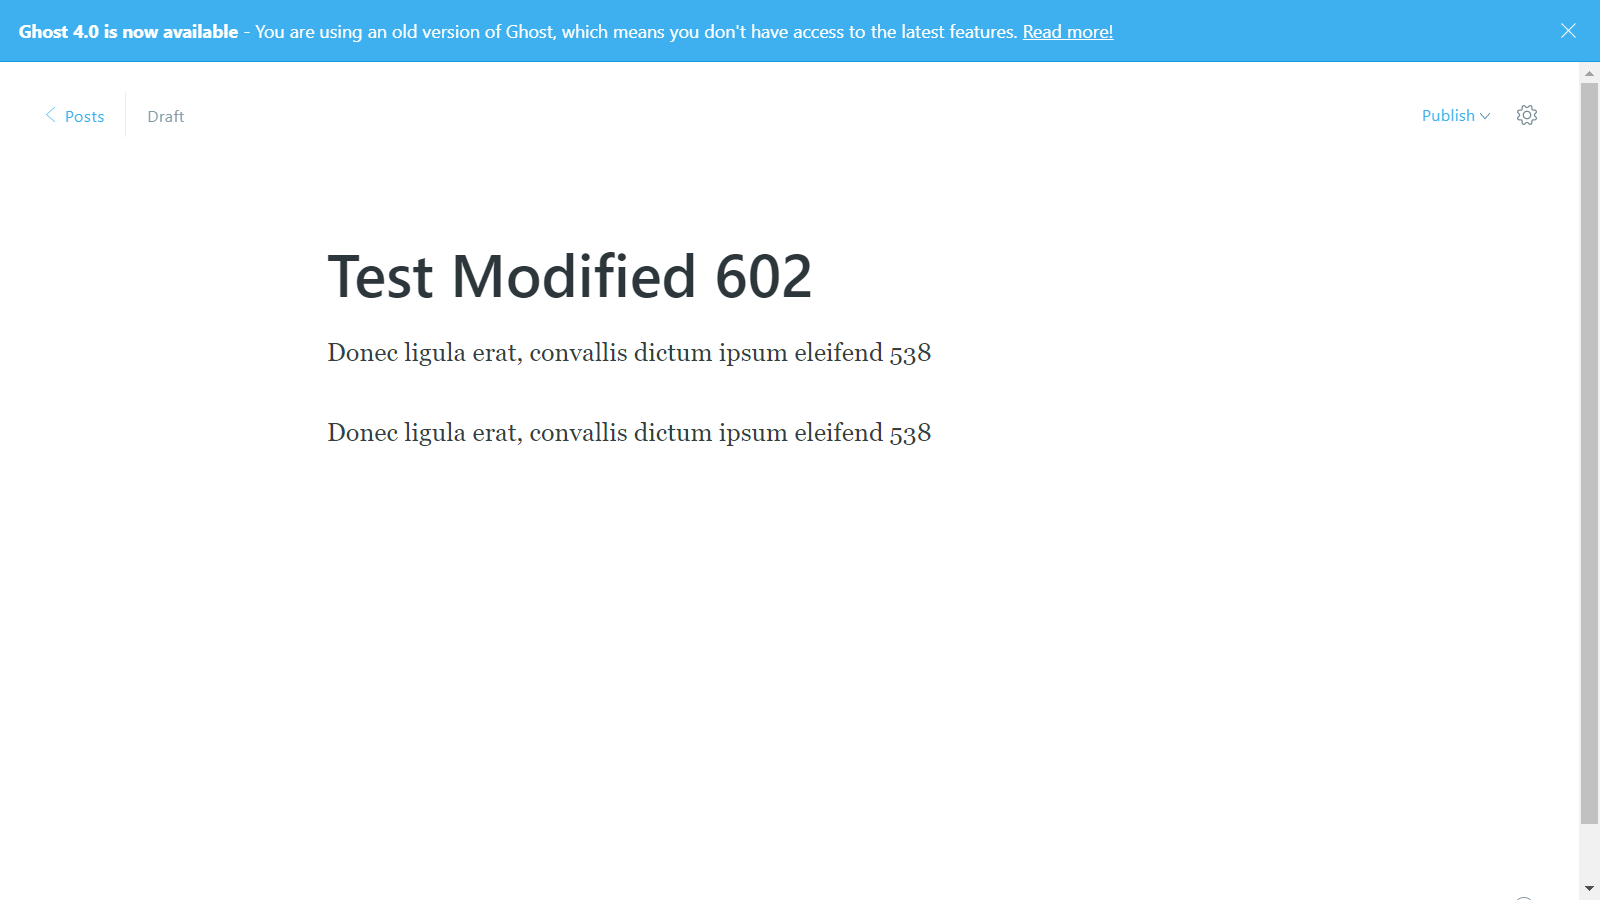 Ghost 4.0 is now available - You are using an old version of Ghost, which means you don't have access to the latest features. Read more!
Posts
Draft
Publish
Test Modified 602
Donec ligula erat, convallis dictum ipsum eleifend 538
Donec ligula erat, convallis dictum ipsum eleifend 538